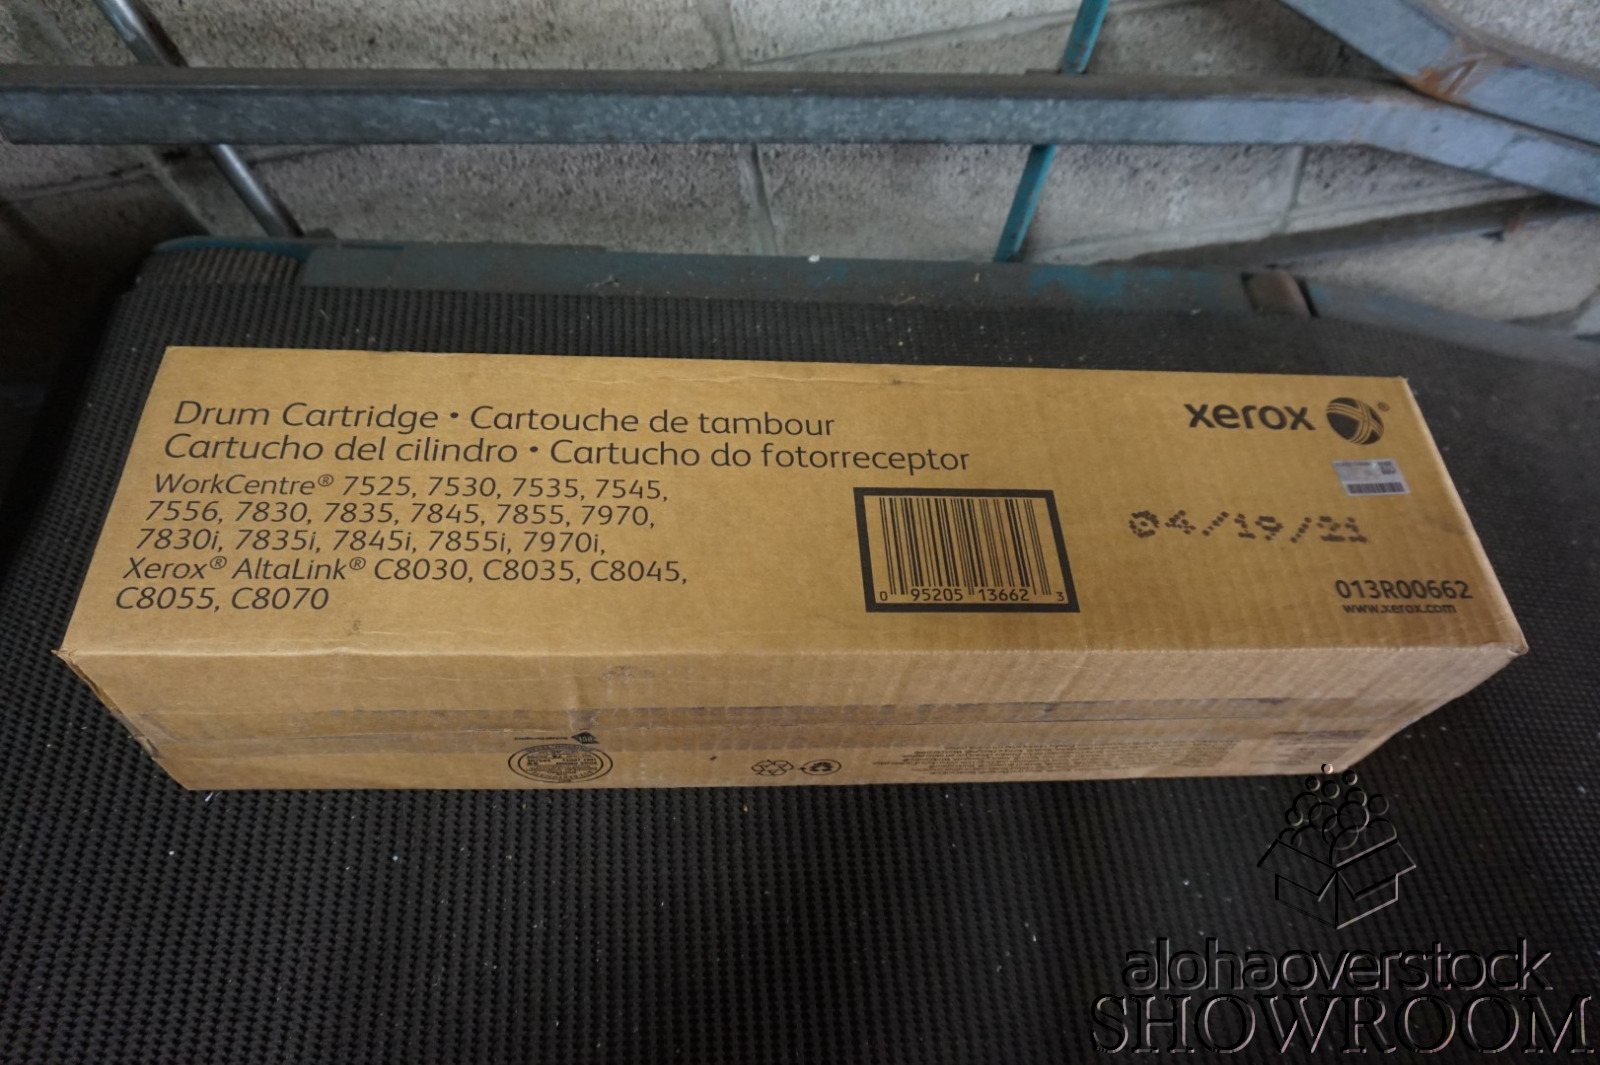 Drum Cartridge • Cartouche de tambour
Cartucho del cilindro • Cartucho do fotorreceptor
WorkCentre® 7525, 7530, 7535, 7545,
7556, 7830, 7835, 7845, 7855, 7970,
7830i, 7835i, 7845i, 7855i, 7970i,
Xerox® AltaLink® C8030, C8035, C8045,
C8055, C8070
xerox ®
04/19/21
0 95205 13662 3
013R00662
www.xerox.com
alohaoverstock
SHOWROOM